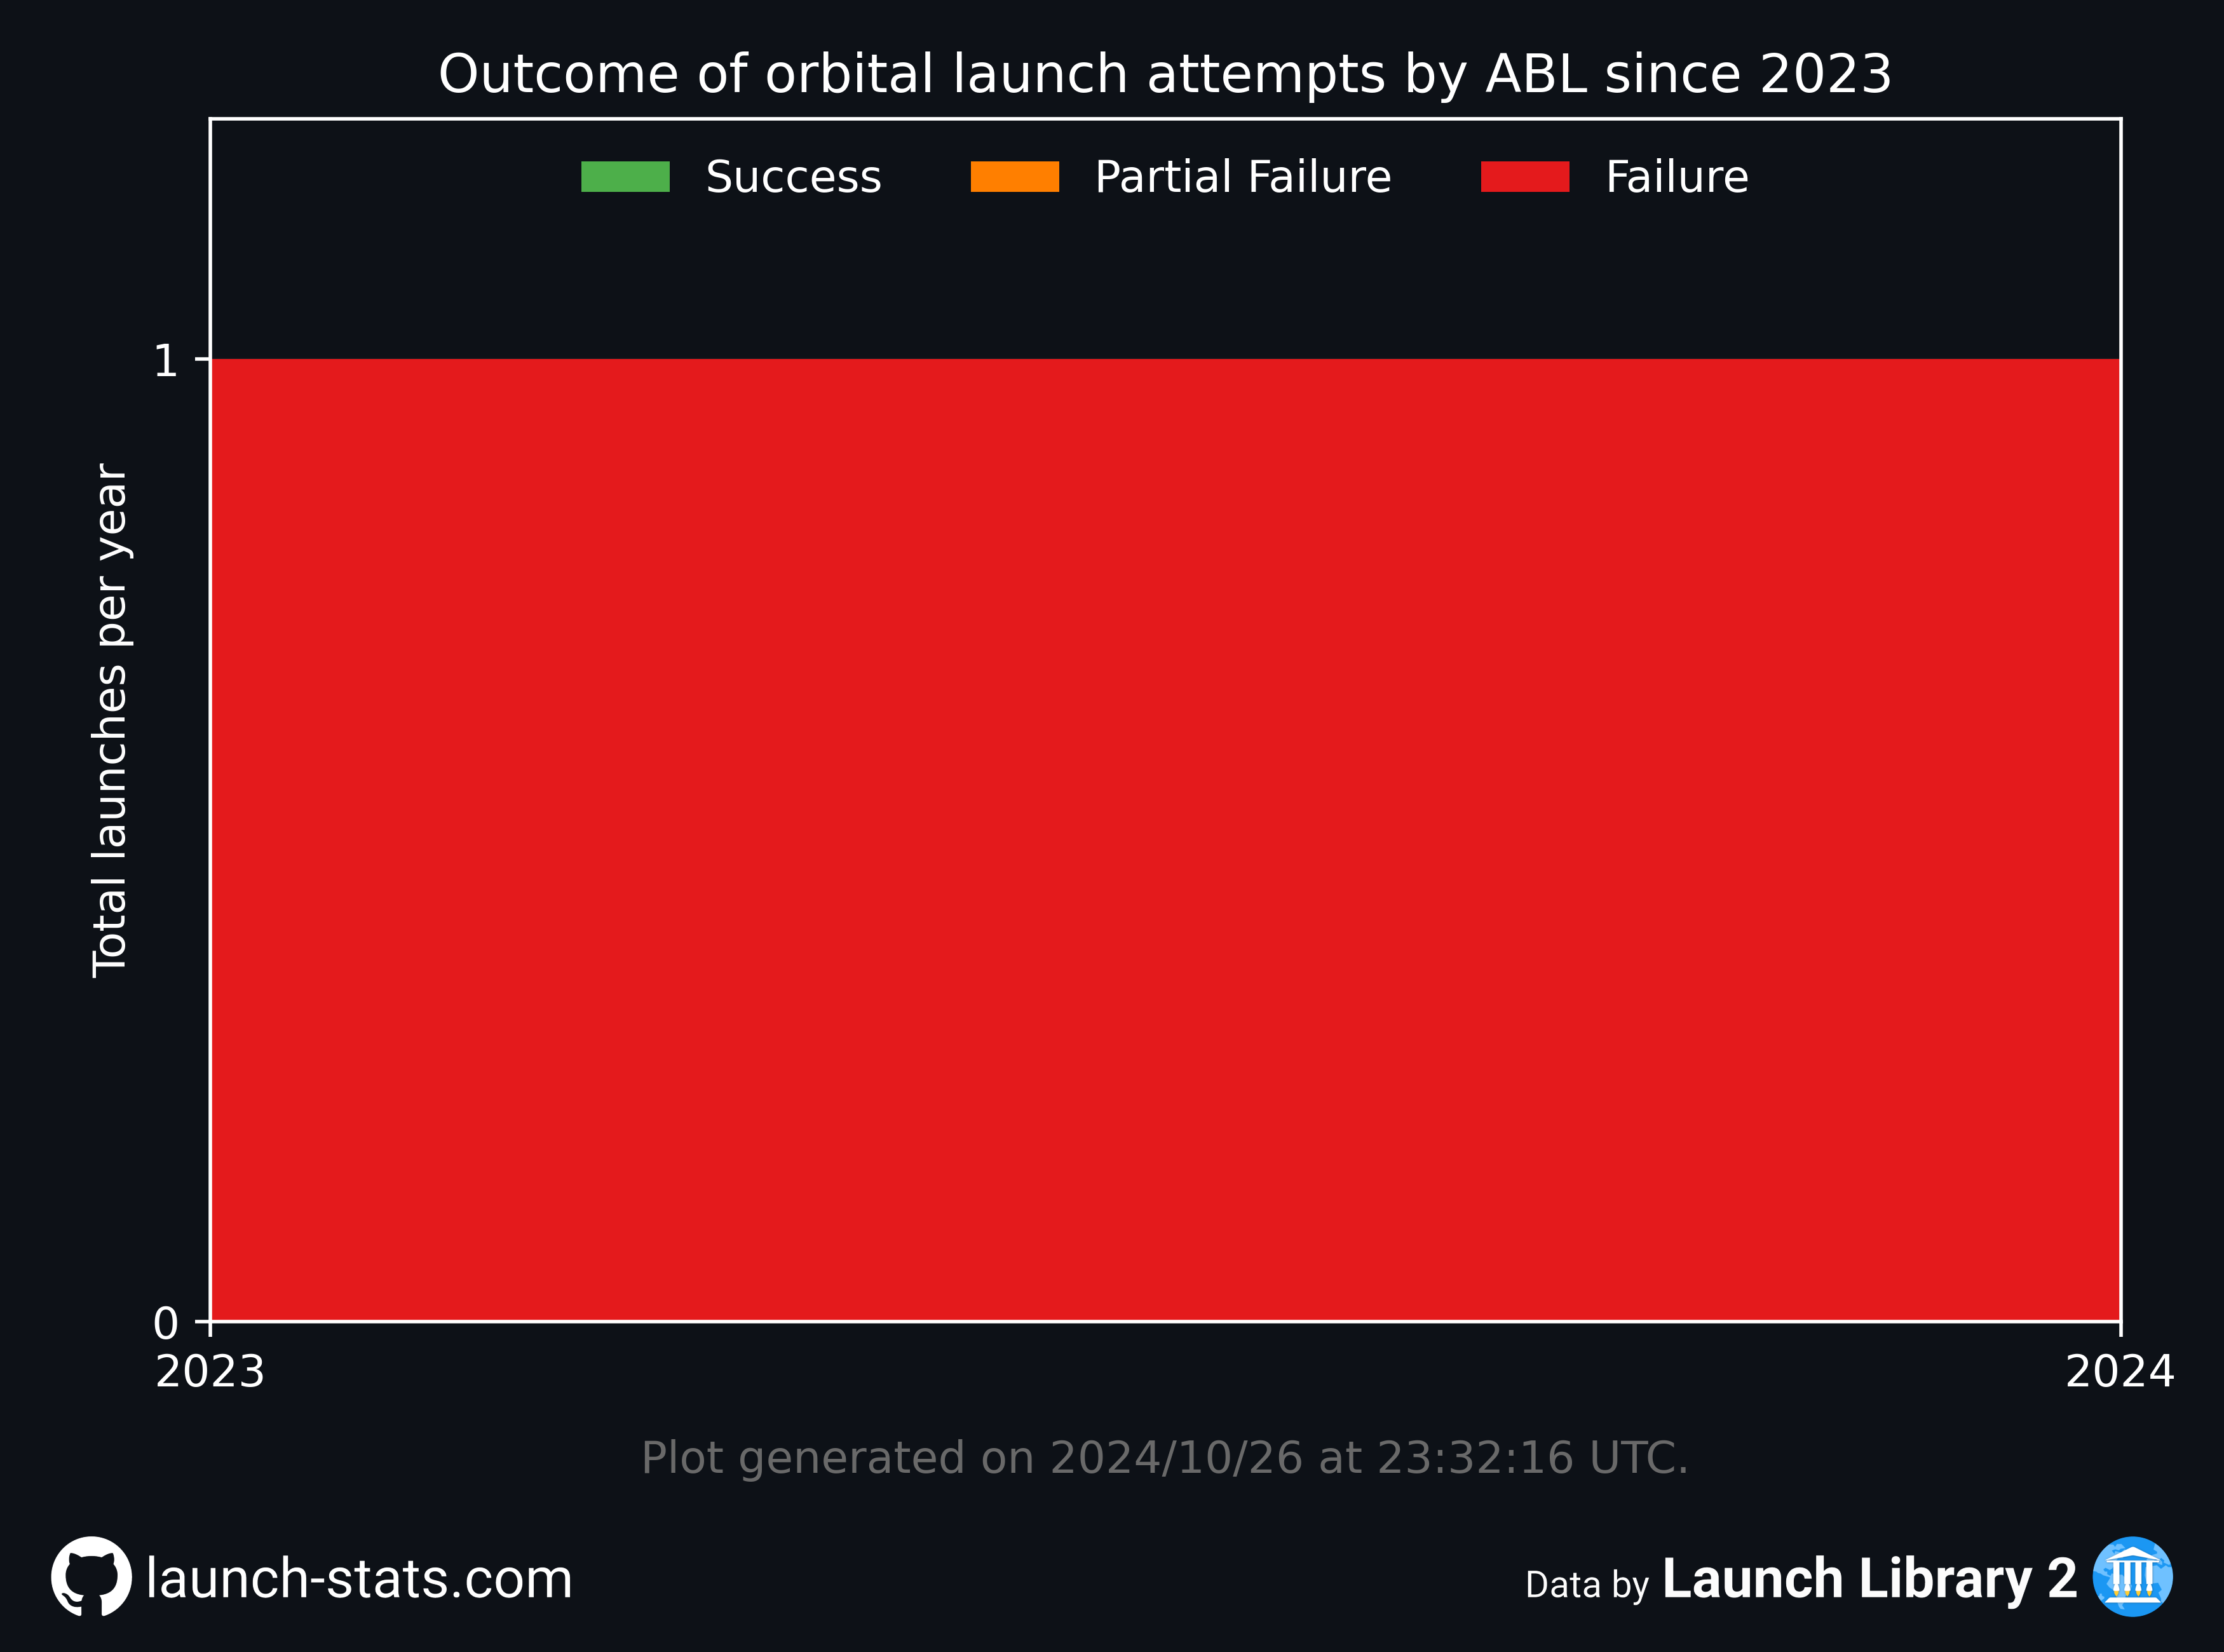 Outcome of orbital launch attempts by ABL since 2023
Success Partial Failure Failure
Total launches per year
1
0
2023 2024
Plot generated on 2024/10/26 at 23:32:16 UTC.
launch-stats.com
Data by Launch Library 2